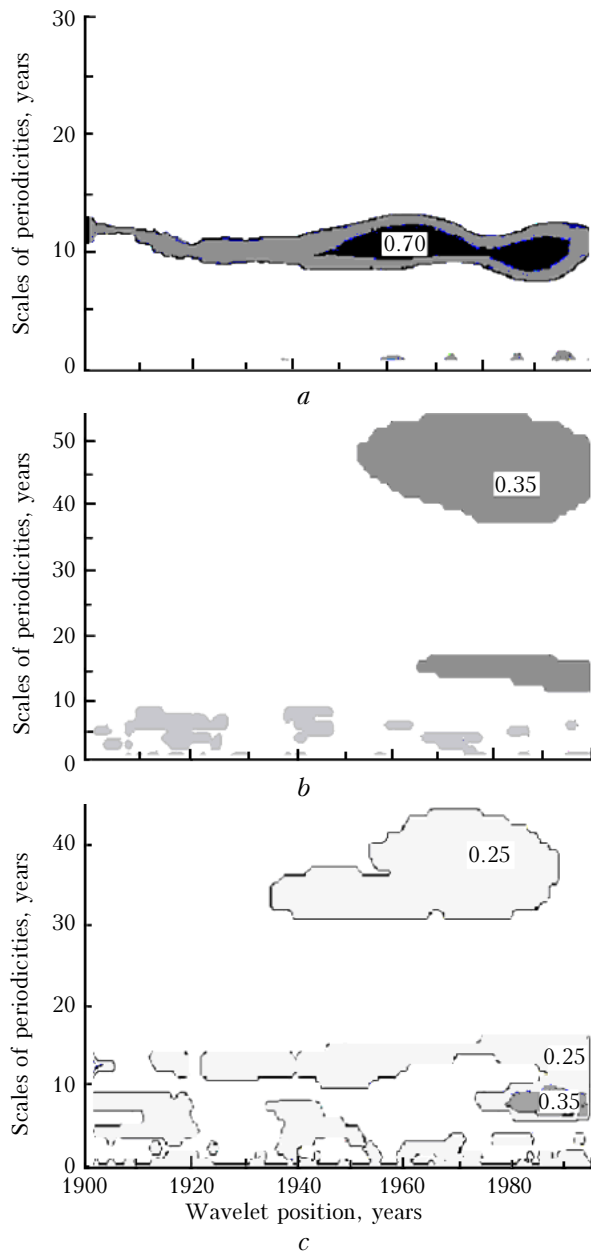 30
20
10
0
Scales of periodicities, years
0.70
a
50
40
30
20
10
0
Scales of periodicities, years
0.35
b
40
30
20
10
0
Scales of periodicities, years
0.25
0.25
0.35
1900 1920 1940 1960 1980
Wavelet position, years
c